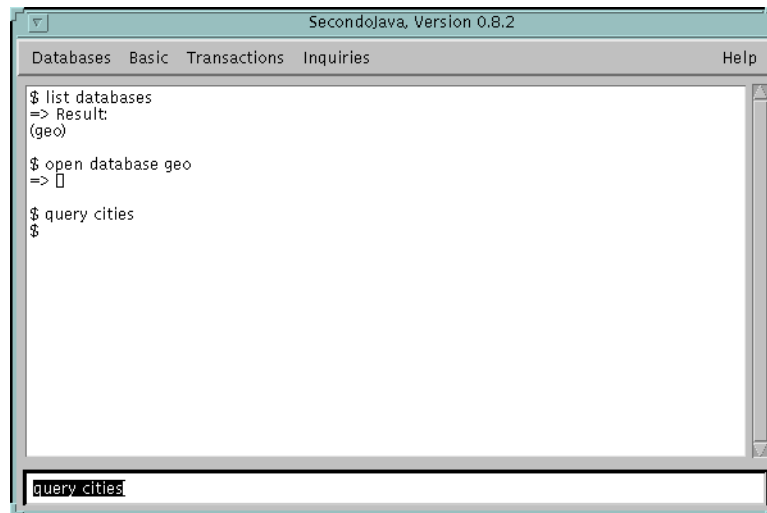 SecondoJava, Version 0.8.2
Databases Basic Transactions Inquiries Help
$ list databases
=> Result:
(geo)
$ open database geo
=> []
$ query cities
$
query cities